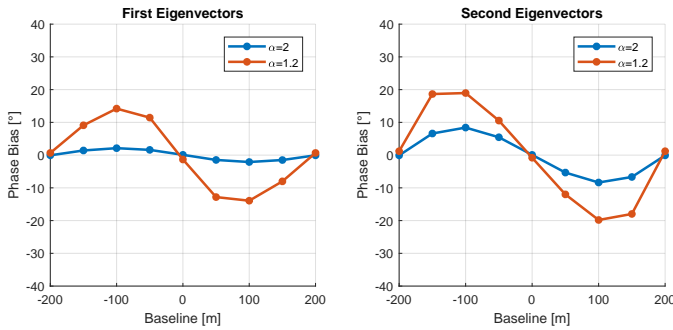 First Eigenvectors
40
30
20
10
0
-10
-20
-30
-40
Phase Bias [°]
-200
-100
0
100
200
Baseline [m]
α=2
α=1.2
Second Eigenvectors
40
30
20
10
0
-10
-20
-30
-40
Phase Bias [°]
-200
-100
0
100
200
Baseline [m]
α=2
α=1.2